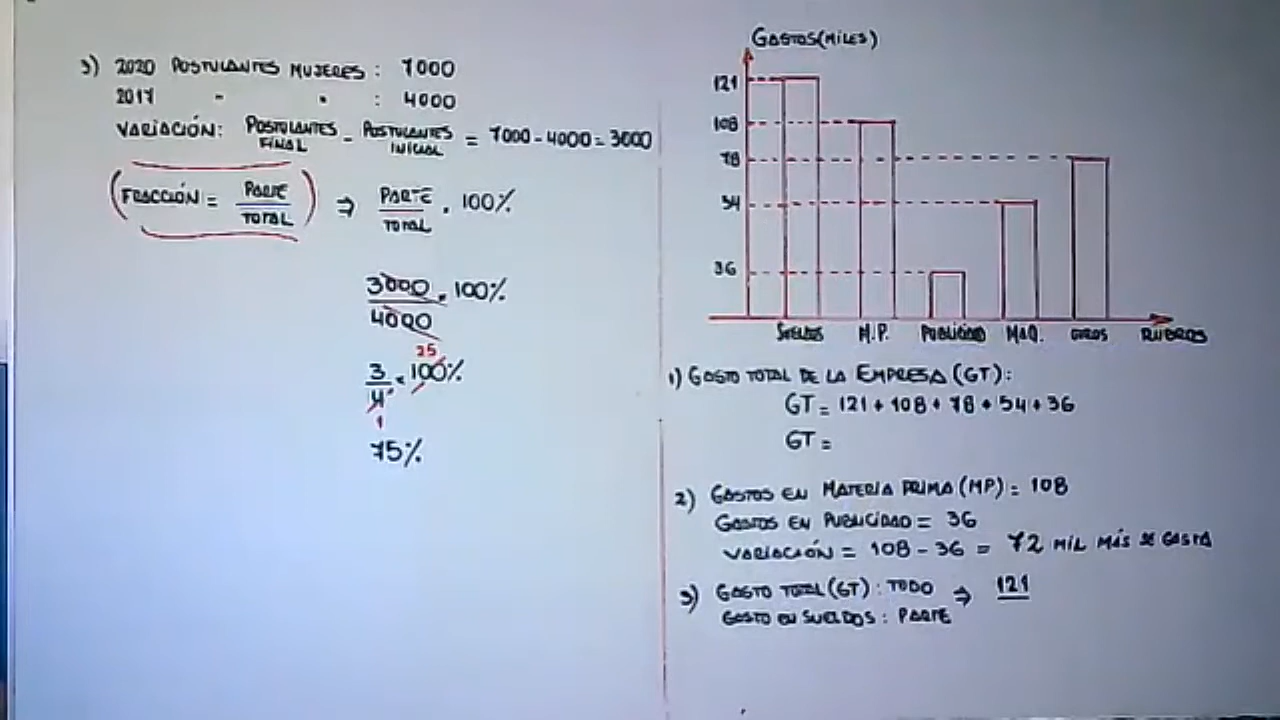 3) 2020 POSTULANTES MUJERES : 7000
2017 " " : 4000
VARIACIÓN: POSTULANTES FINAL - POSTULANTES INICIAL = 7000 - 4000 = 3000
(FRACCIÓN = PARTE/TOTAL) ⇒ PARTE/TOTAL . 100%
3000/4000 . 100%
25
3/4 . 100%
1
75%
GASTOS(MILES)
121
108
78
54
36
SUELDOS M.P. PUBLICIDAD MAQ. OTROS RUBROS
1) GASTO TOTAL DE LA EMPRESA (GT):
GT = 121 + 108 + 78 + 54 + 36
GT =
2) GASTOS EN MATERIA PRIMA (MP) = 108
GASTOS EN PUBLICIDAD = 36
VARIACIÓN = 108 - 36 = 72 MIL MÁS SE GASTA
3) GASTO TOTAL (GT) : TODO ⇒ 121
GASTO EN SUELDOS : PARTE